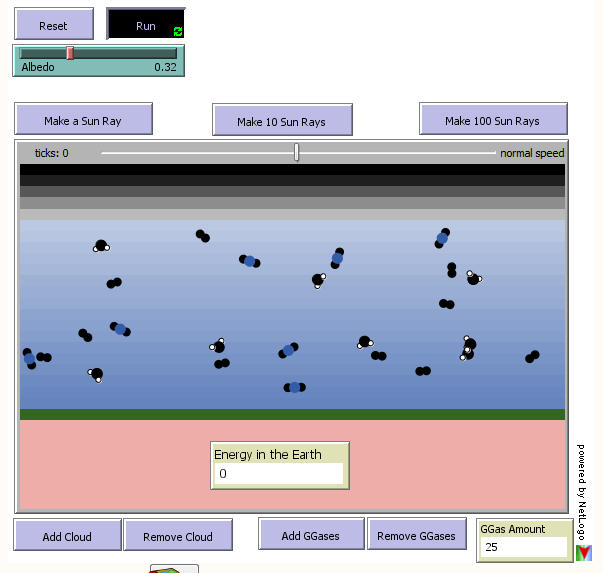 Reset
Run
Albedo 0.32
Make a Sun Ray
Make 10 Sun Rays
Make 100 Sun Rays
ticks: 0
normal speed
Energy in the Earth
0
powered by NetLogo
Add Cloud
Remove Cloud
Add GGases
Remove GGases
GGas Amount
25